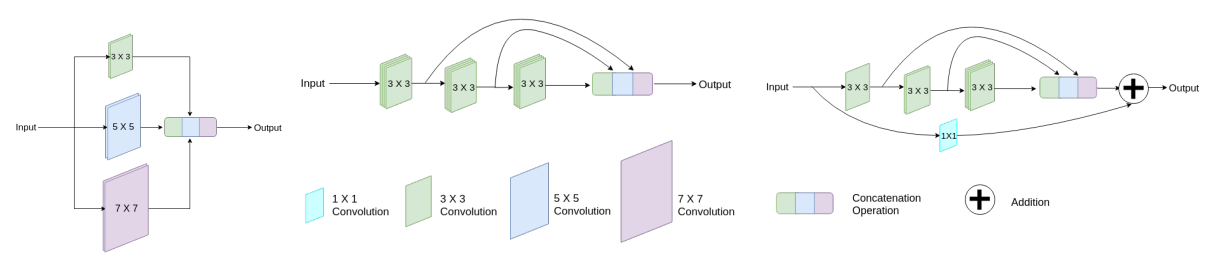 3 X 3
Input
5 X 5
Output
7 X 7
Input
3 X 3
3 X 3
3 X 3
Output
Input
3 X 3
3 X 3
3 X 3
Output
1X1
1 X 1
Convolution
3 X 3
Convolution
5 X 5
Convolution
7 X 7
Convolution
Concatenation
Operation
Addition